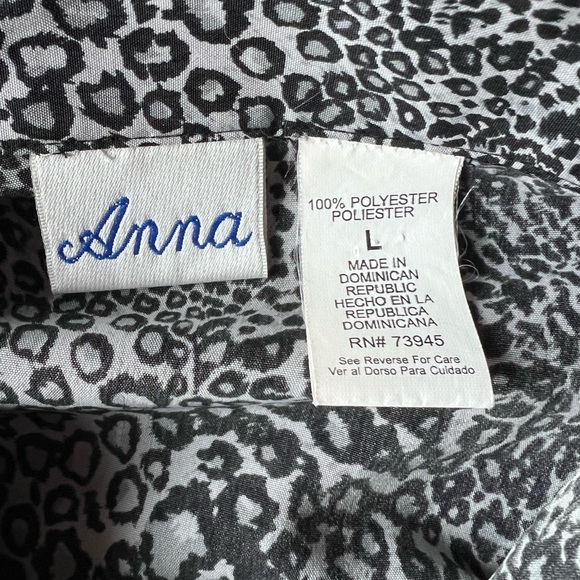 Anna
100% POLYESTER
POLIESTER
L
MADE IN
DOMINICAN
REPUBLIC
HECHO EN LA
REPUBLICA
DOMINICANA
RN# 73945
See Reverse For Care
Ver al Dorso Para Cuidado